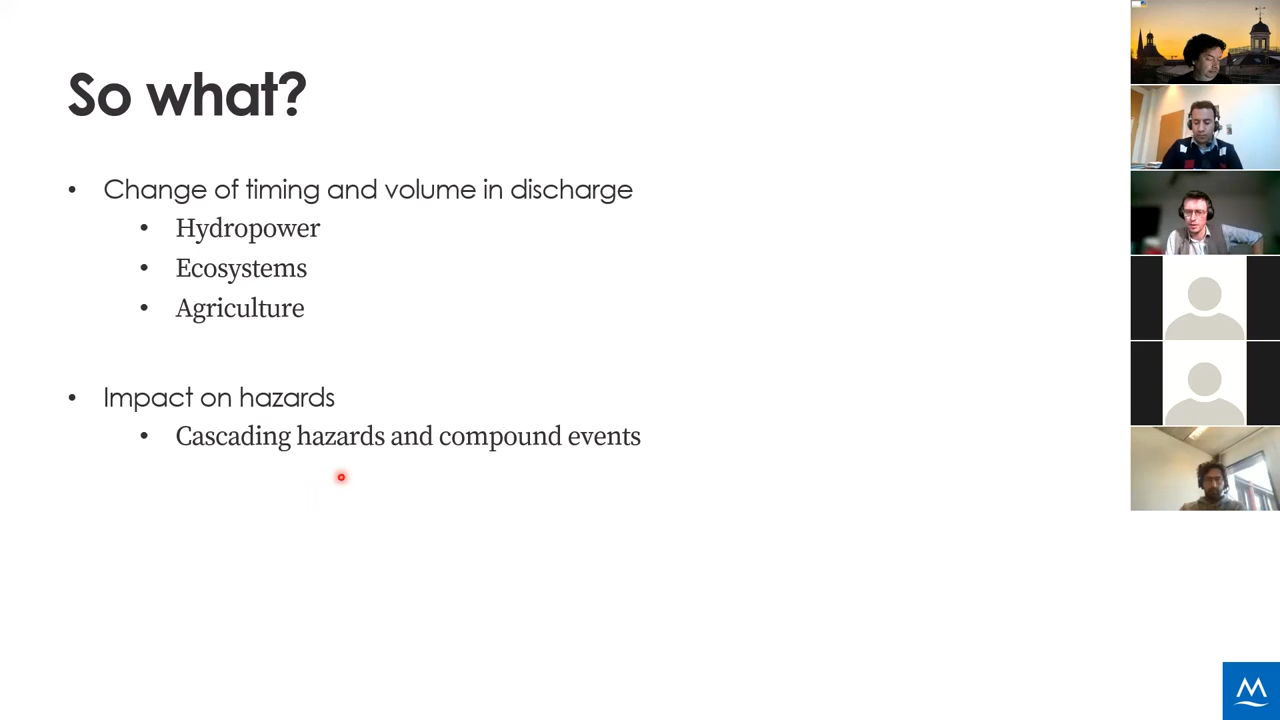 So what?
• Change of timing and volume in discharge
• Hydropower
• Ecosystems
• Agriculture
• Impact on hazards
• Cascading hazards and compound events